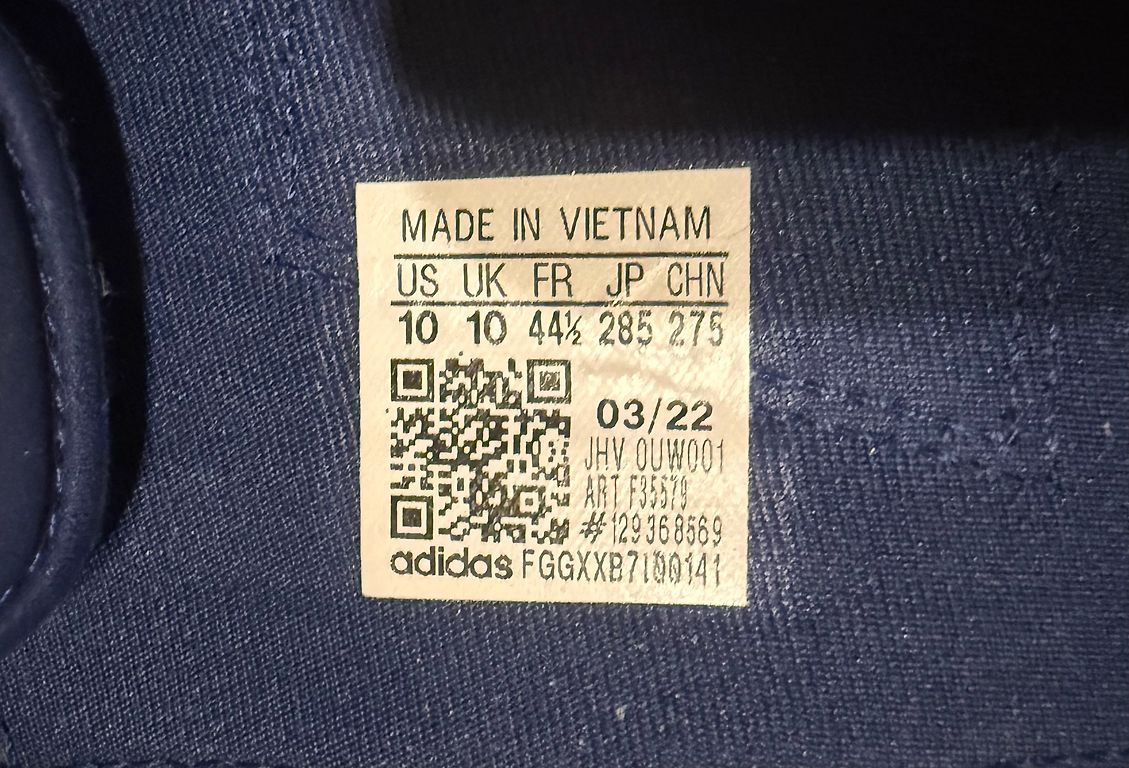 MADE IN VIETNAM
US UK FR JP CHN
10 10 44½ 285 275
03/22
JHV 0UW001
ART F35579
#129368569
adidas FGGXXB7100141